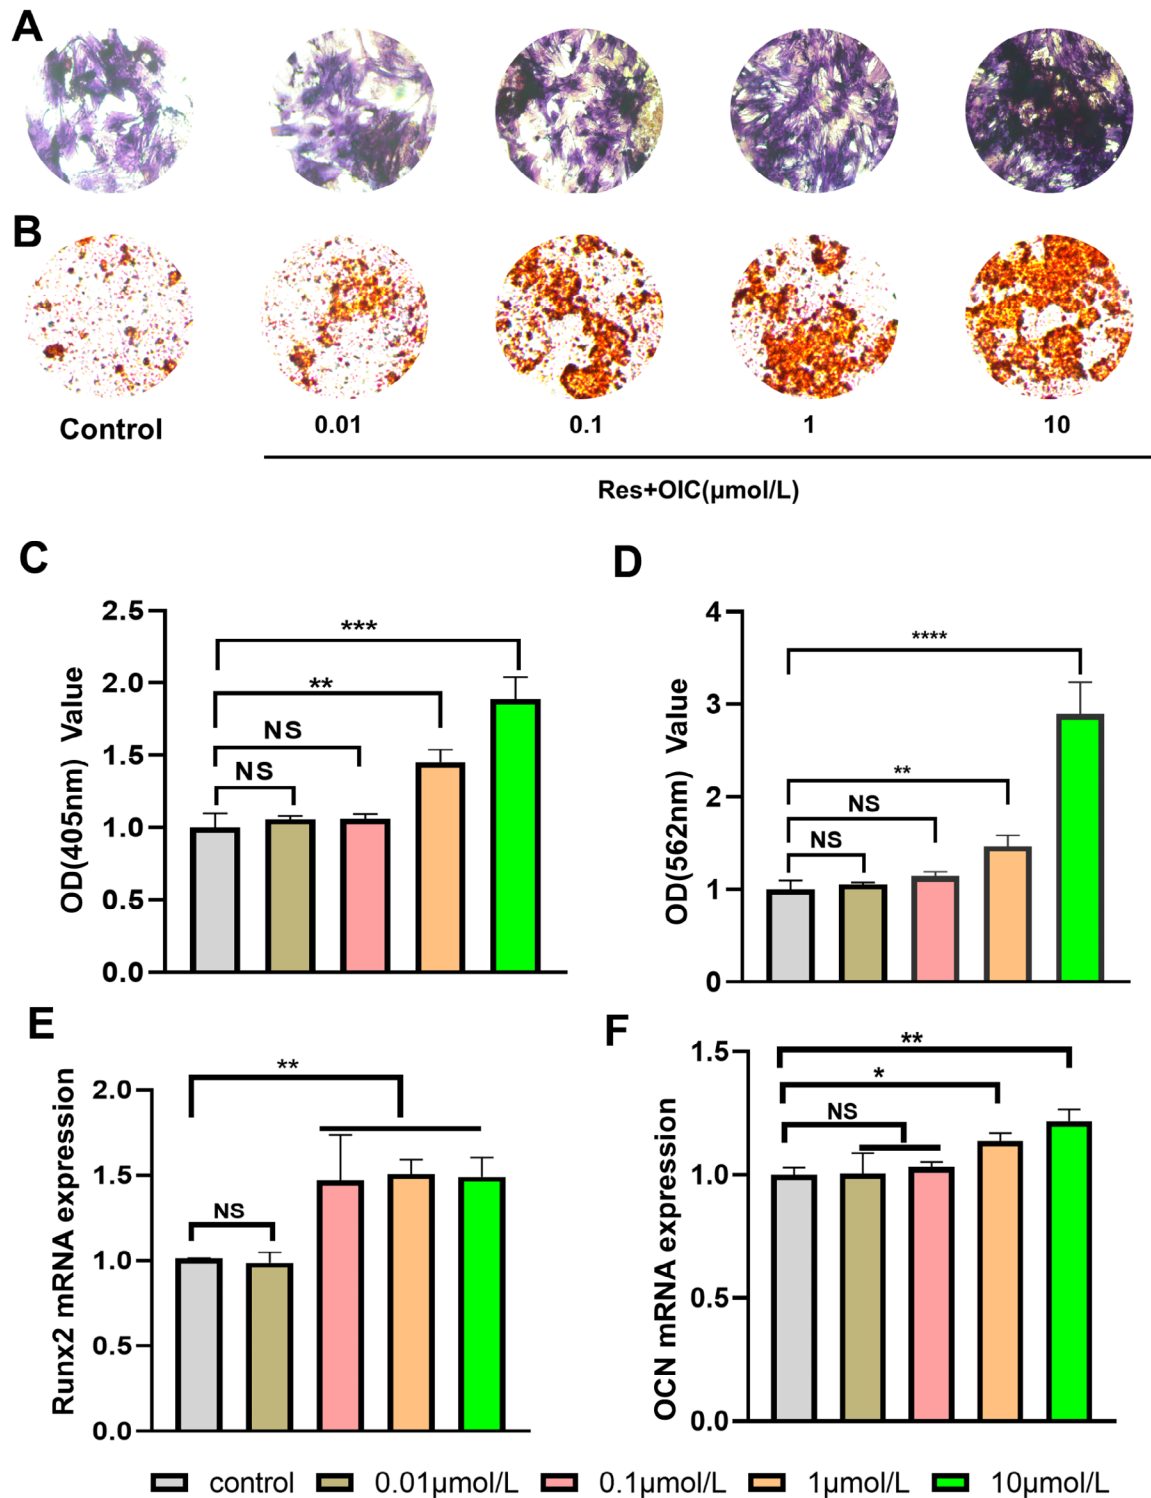 A
B
Control
0.01
0.1
1
10
Res+OIC(µmol/L)
C
OD(405nm) Value
2.5
2.0
1.5
1.0
0.5
0.0
***
**
NS
NS
D
OD(562nm) Value
4
3
2
1
0
****
**
NS
NS
E
Runx2 mRNA expression
2.0
1.5
1.0
0.5
0.0
**
NS
F
OCN mRNA expression
1.5
1.0
0.5
0.0
**
*
NS
control 0.01µmol/L 0.1µmol/L 1µmol/L 10µmol/L